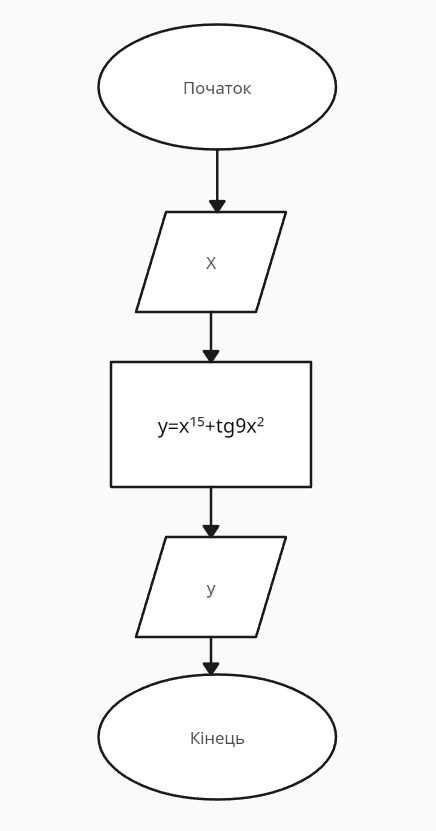 Початок
X
y=x¹⁵+tg9x²
y
Кінець